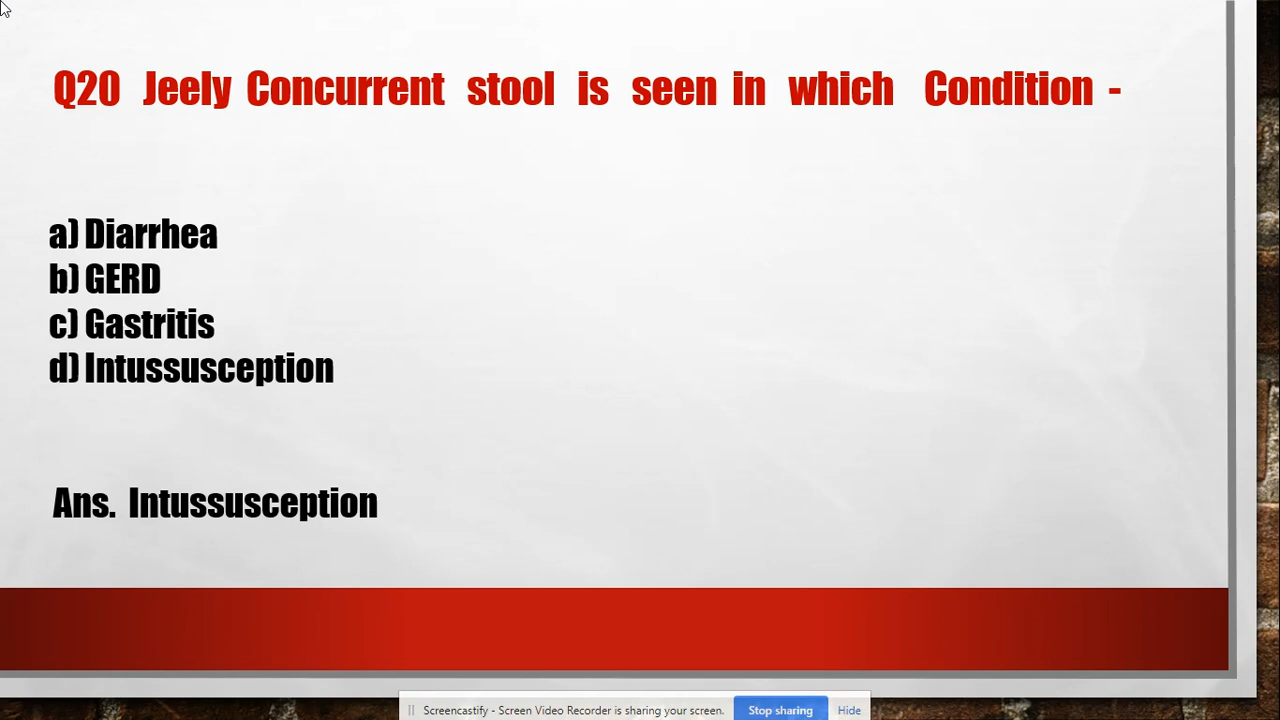 Q20 Jeely Concurrent stool is seen in which Condition -
a) Diarrhea
b) GERD
c) Gastritis
d) Intussusception
Ans. Intussusception
Screencastify - Screen Video Recorder is sharing your screen. Stop sharing Hide